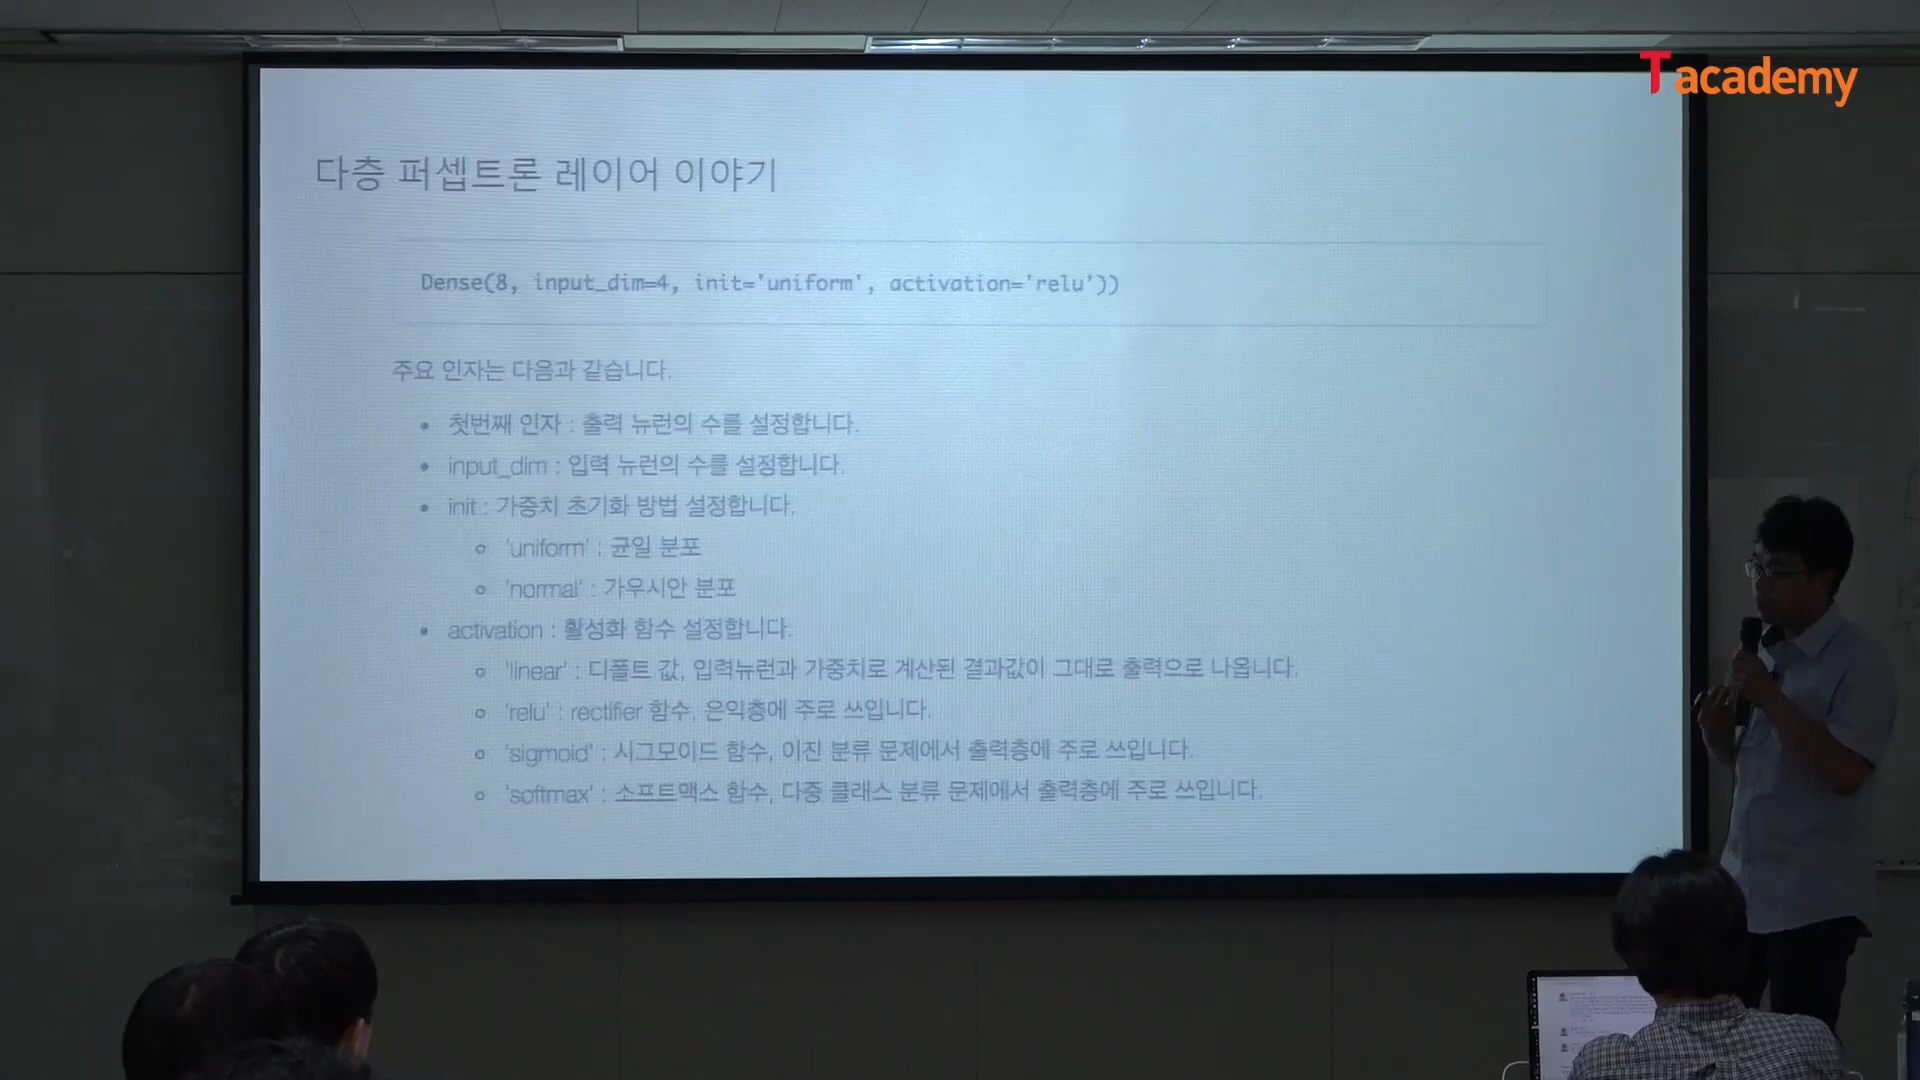 Tacademy
다층 퍼셉트론 레이어 이야기
Dense(8, input_dim=4, init='uniform', activation='relu'))
주요 인자는 다음과 같습니다.
• 첫번째 인자 : 출력 뉴런의 수를 설정합니다.
• input_dim : 입력 뉴런의 수를 설정합니다.
• init : 가중치 초기화 방법 설정합니다.
○ 'uniform' : 균일 분포
○ 'normal' : 가우시안 분포
• activation : 활성화 함수 설정합니다.
○ 'linear' : 디폴트 값, 입력뉴런과 가중치로 계산된 결과값이 그대로 출력으로 나옵니다.
○ 'relu' : rectifier 함수, 은익층에 주로 쓰입니다.
○ 'sigmoid' : 시그모이드 함수, 이진 분류 문제에서 출력층에 주로 쓰입니다.
○ 'softmax' : 소프트맥스 함수, 다중 클래스 분류 문제에서 출력층에 주로 쓰입니다.